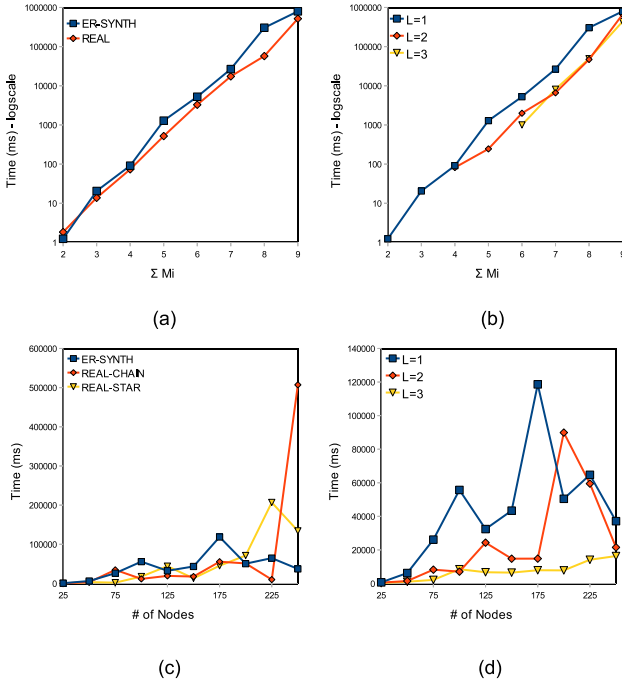 ER-SYNTH
REAL
1000000
100000
10000
1000
100
10
1
Time (ms) - logscale
2 3 4 5 6 7 8 9
Σ Mi
(a)
L=1
L=2
L=3
1000000
100000
10000
1000
100
10
1
Time (ms) - logscale
2 3 4 5 6 7 8 9
Σ Mi
(b)
ER-SYNTH
REAL-CHAIN
REAL-STAR
600000
500000
400000
300000
200000
100000
0
Time (ms)
25 75 125 175 225
# of Nodes
(c)
L=1
L=2
L=3
140000
120000
100000
80000
60000
40000
20000
0
Time (ms)
25 75 125 175 225
# of Nodes
(d)